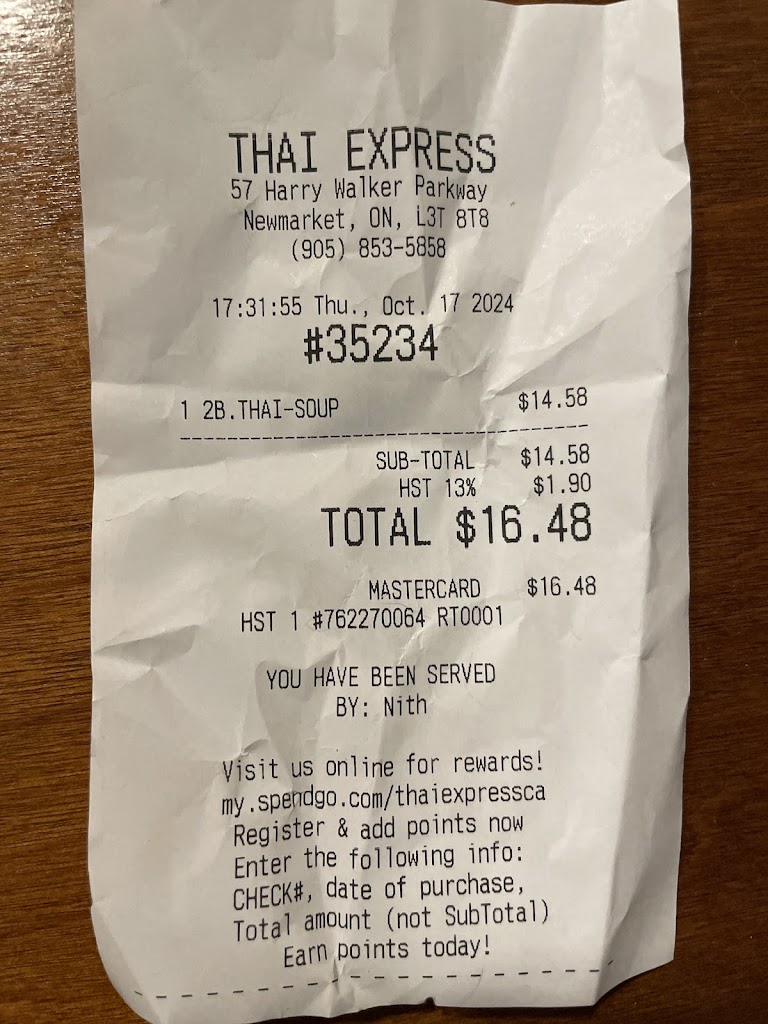 THAI EXPRESS
57 Harry Walker Parkway
Newmarket, ON, L3T 8T8
(905) 853-5858
17:31:55 Thu., Oct. 17 2024
#35234
1 2B.THAI-SOUP $14.58
SUB-TOTAL $14.58
HST 13% $1.90
TOTAL $16.48
MASTERCARD $16.48
HST 1 #762270064 RT0001
YOU HAVE BEEN SERVED
BY: Nith
Visit us online for rewards!
my.spendgo.com/thaiexpressca
Register & add points now
Enter the following info:
CHECK#, date of purchase,
Total amount (not SubTotal)
Earn points today!